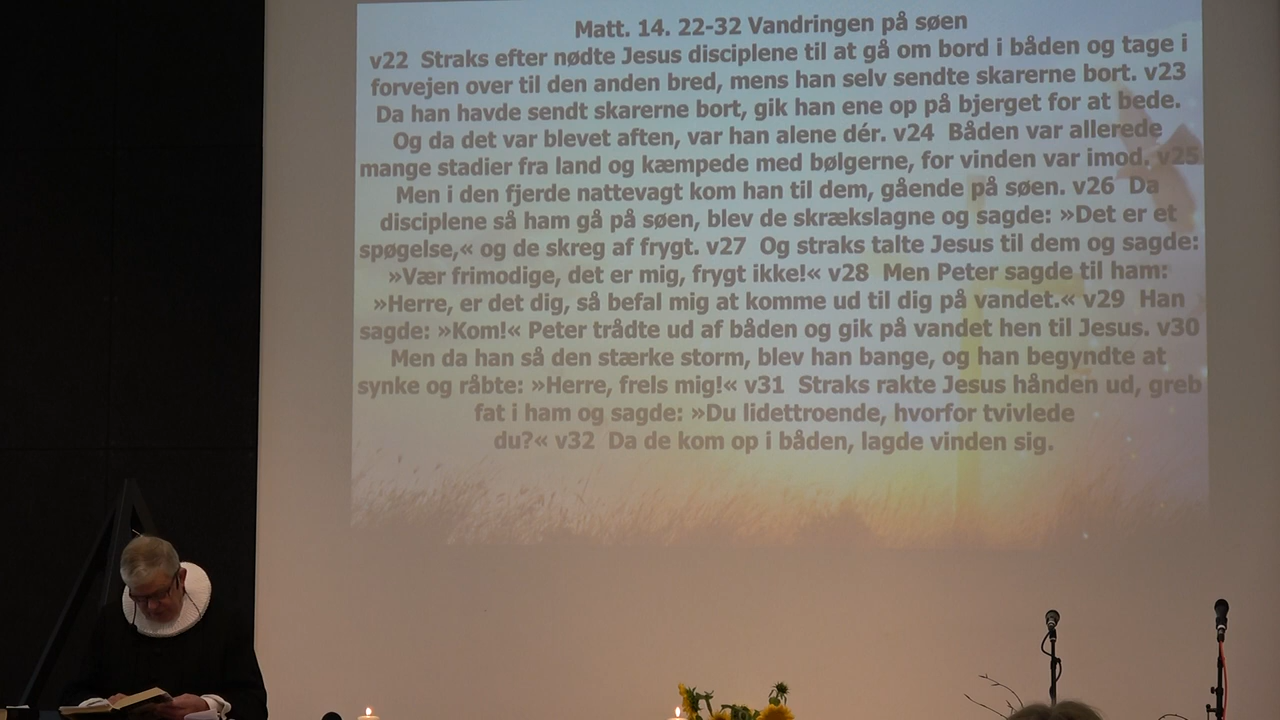 Matt. 14. 22-32 Vandringen på søen
v22 Straks efter nødte Jesus disciplene til at gå om bord i båden og tage i
forvejen over til den anden bred, mens han selv sendte skarerne bort. v23
Da han havde sendt skarerne bort, gik han ene op på bjerget for at bede.
Og da det var blevet aften, var han alene dér. v24 Båden var allerede
mange stadier fra land og kæmpede med bølgerne, for vinden var imod. v25
Men i den fjerde nattevagt kom han til dem, gående på søen. v26 Da
disciplene så ham gå på søen, blev de skrækslagne og sagde: »Det er et
spøgelse,« og de skreg af frygt. v27 Og straks talte Jesus til dem og sagde:
»Vær frimodige, det er mig, frygt ikke!« v28 Men Peter sagde til ham:
»Herre, er det dig, så befal mig at komme ud til dig på vandet.« v29 Han
sagde: »Kom!« Peter trådte ud af båden og gik på vandet hen til Jesus. v30
Men da han så den stærke storm, blev han bange, og han begyndte at
synke og råbte: »Herre, frels mig!« v31 Straks rakte Jesus hånden ud, greb
fat i ham og sagde: »Du lidettroende, hvorfor tvivlede
du?« v32 Da de kom op i båden, lagde vinden sig.